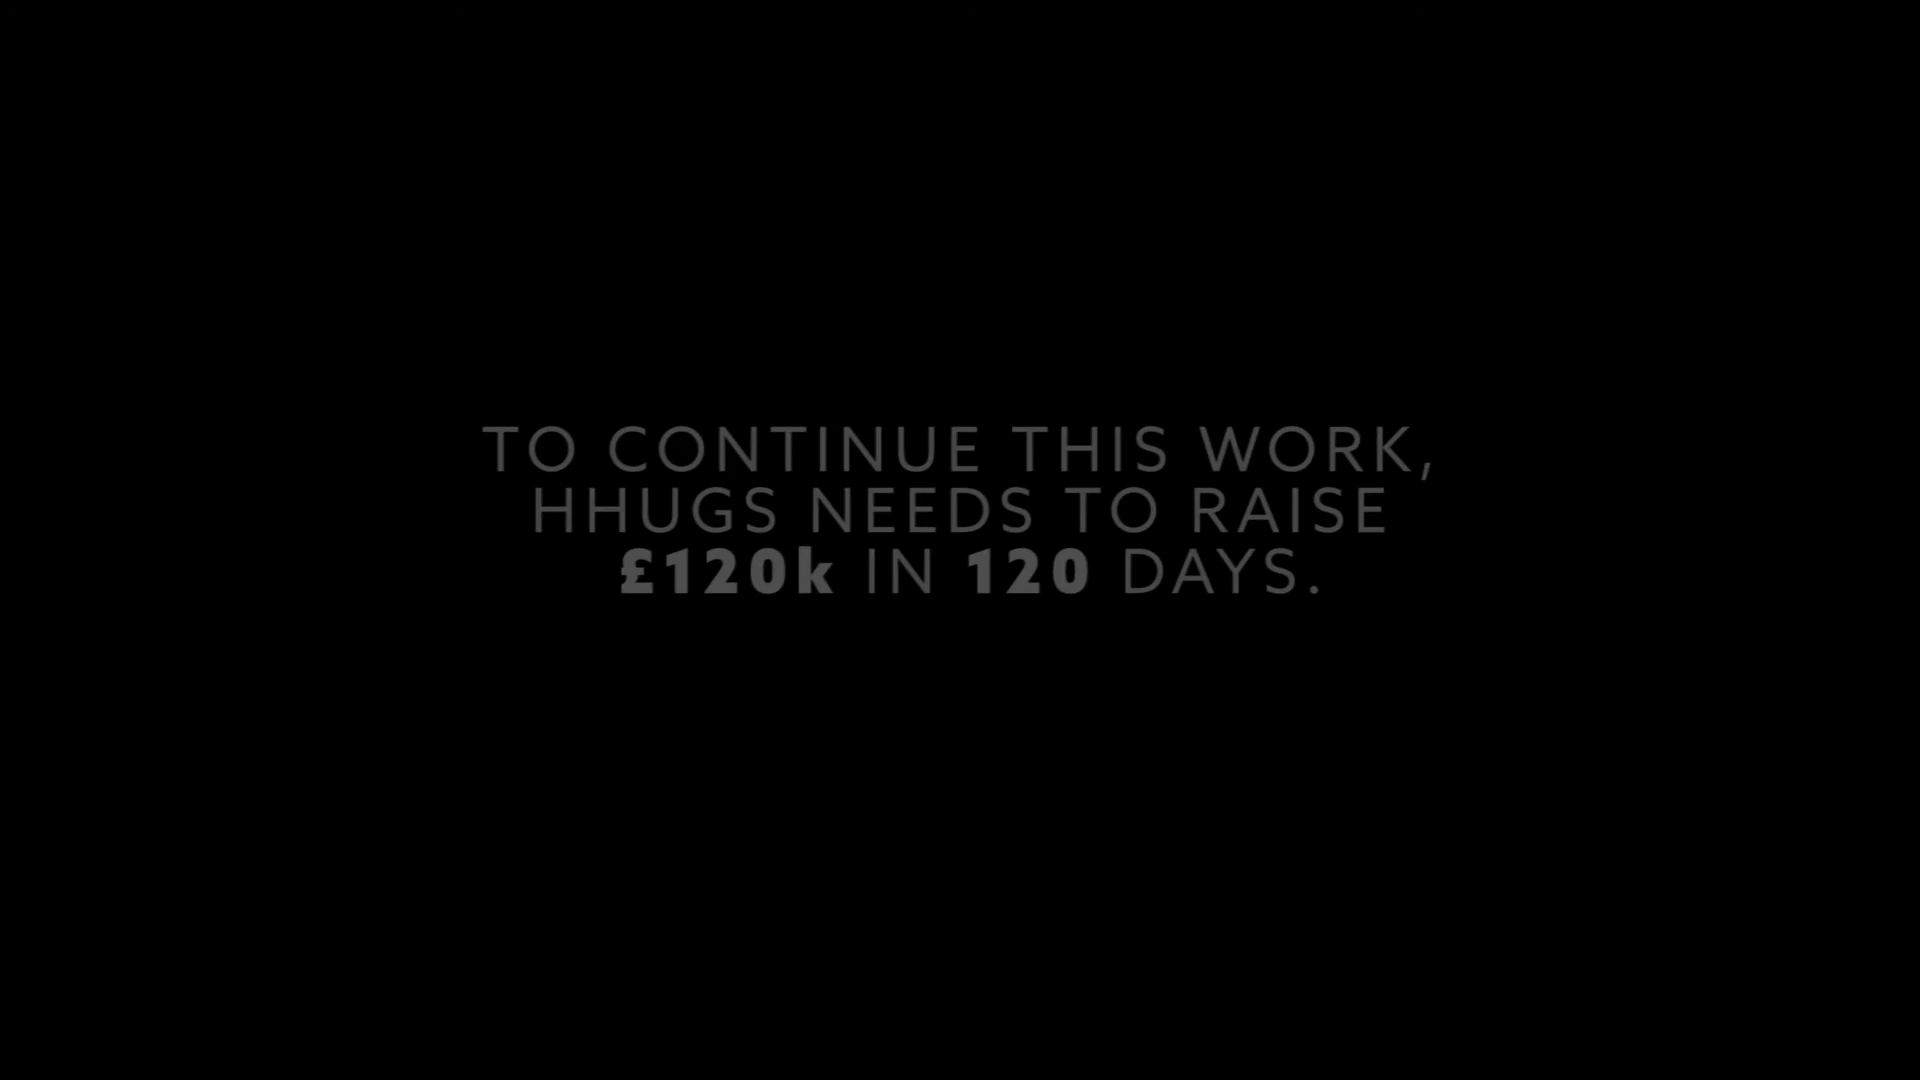 TO CONTINUE THIS WORK,
HHUGS NEEDS TO RAISE
£120k IN 120 DAYS.